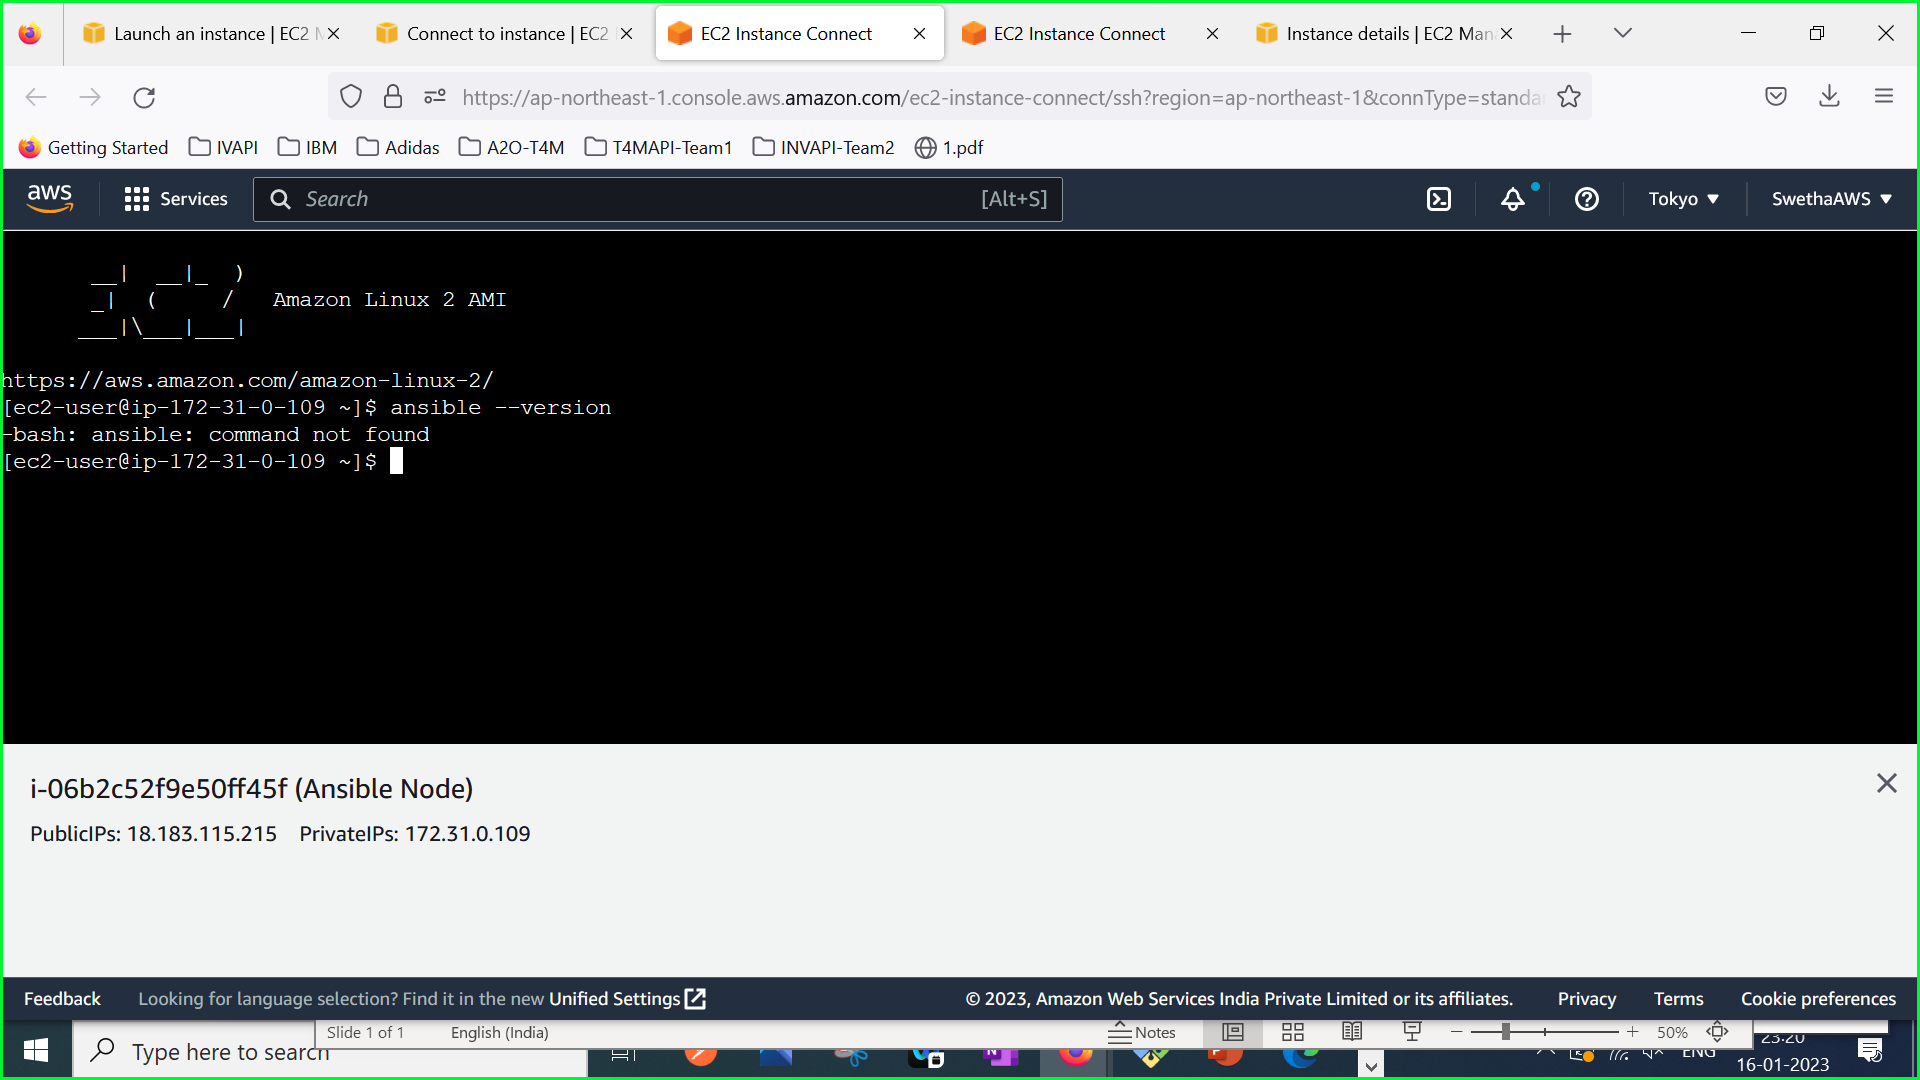 Launch an instance | EC2 M
Connect to instance | EC2
EC2 Instance Connect
EC2 Instance Connect
Instance details | EC2 Man
https://ap-northeast-1.console.aws.amazon.com/ec2-instance-connect/ssh?region=ap-northeast-1&connType=standa
Getting Started
IVAPI
IBM
Adidas
A2O-T4M
T4MAPI-Team1
INVAPI-Team2
1.pdf
aws
Services
Search
[Alt+S]
Tokyo
SwethaAWS
__|  __|_  )
_|  (     /   Amazon Linux 2 AMI
___|\___|___|
https://aws.amazon.com/amazon-linux-2/
[ec2-user@ip-172-31-0-109 ~]$ ansible --version
-bash: ansible: command not found
[ec2-user@ip-172-31-0-109 ~]$
i-06b2c52f9e50ff45f (Ansible Node)
PublicIPs: 18.183.115.215    PrivateIPs: 172.31.0.109
Feedback
Looking for language selection? Find it in the new Unified Settings
© 2023, Amazon Web Services India Private Limited or its affiliates.
Privacy
Terms
Cookie preferences
Slide 1 of 1
English (India)
Notes
50%
Type here to search
ENG
23:20
16-01-2023